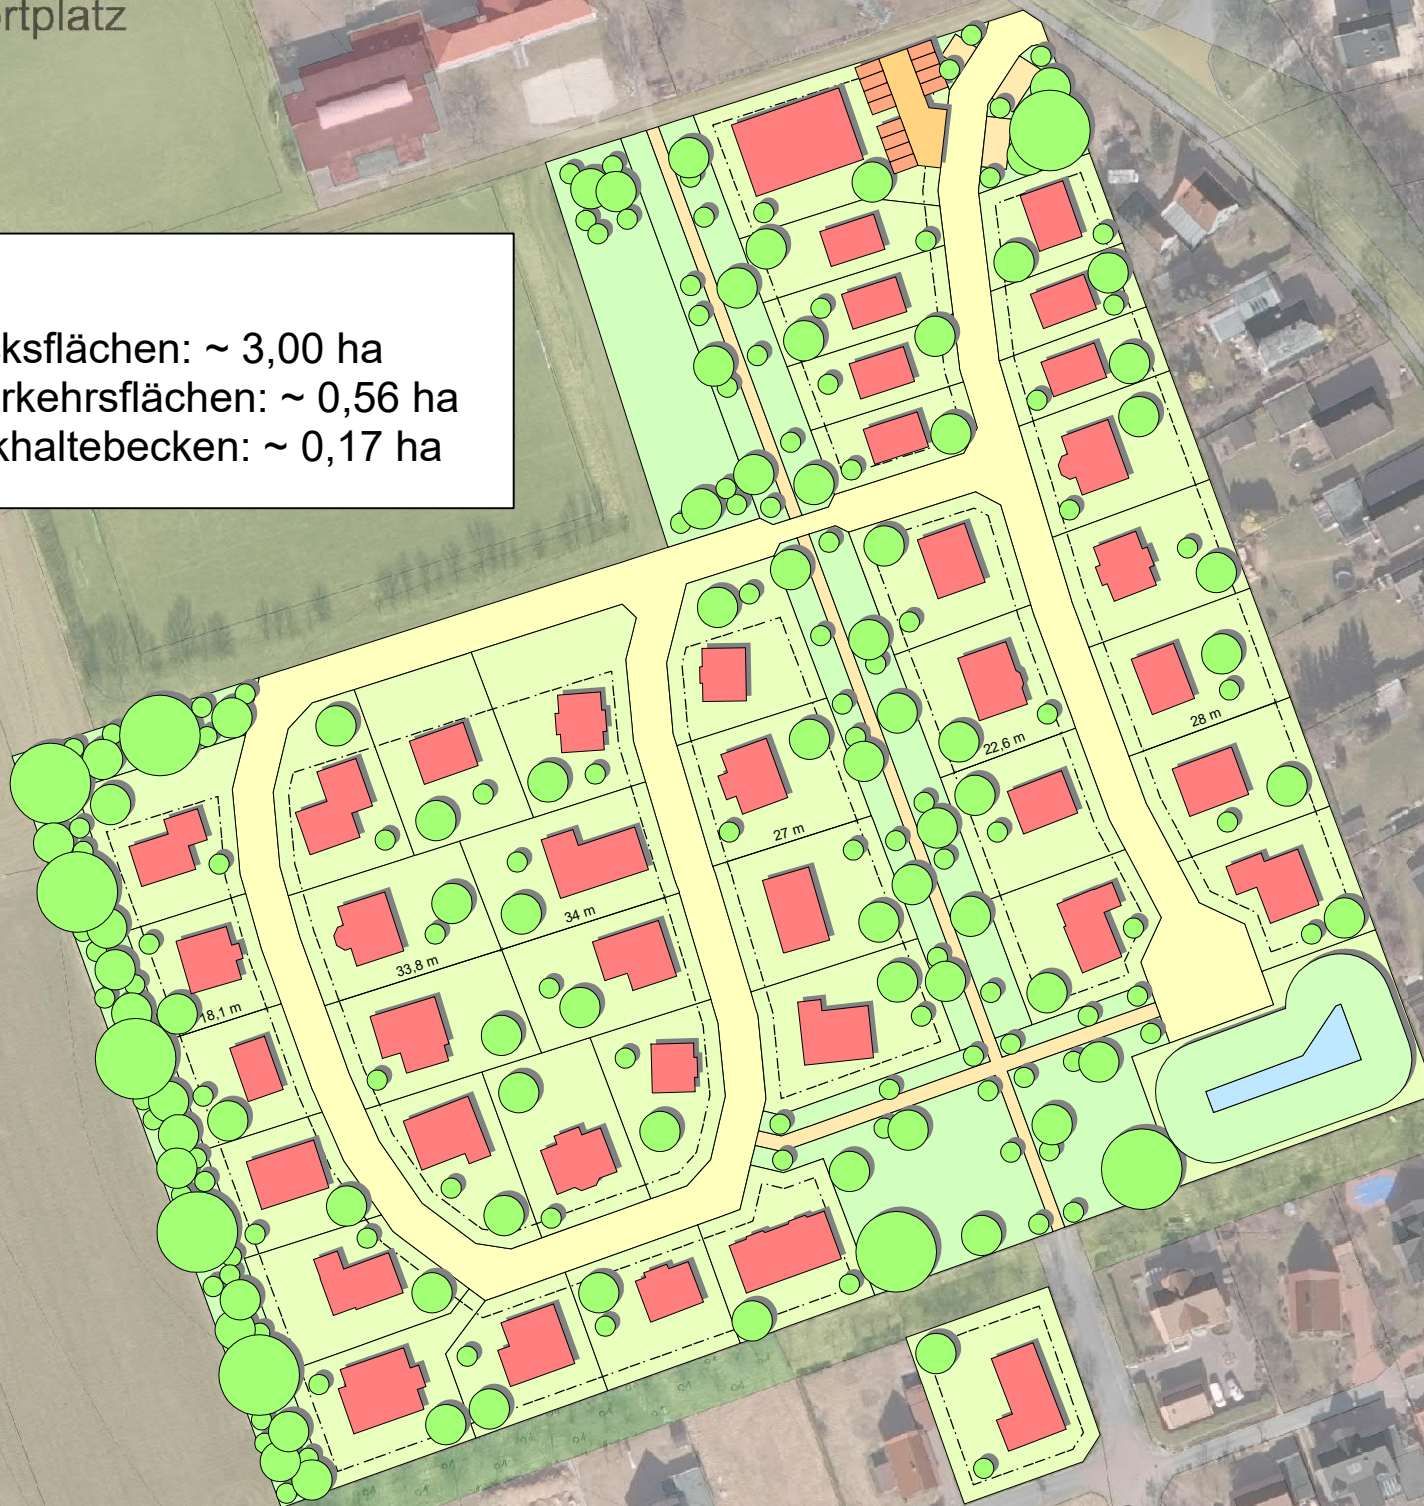 rtplatz
ksflächen: ~ 3,00 ha
rkehrsflächen: ~ 0,56 ha
khaltebecken: ~ 0,17 ha
28 m
22,6 m
27 m
34 m
33,8 m
18,1 m